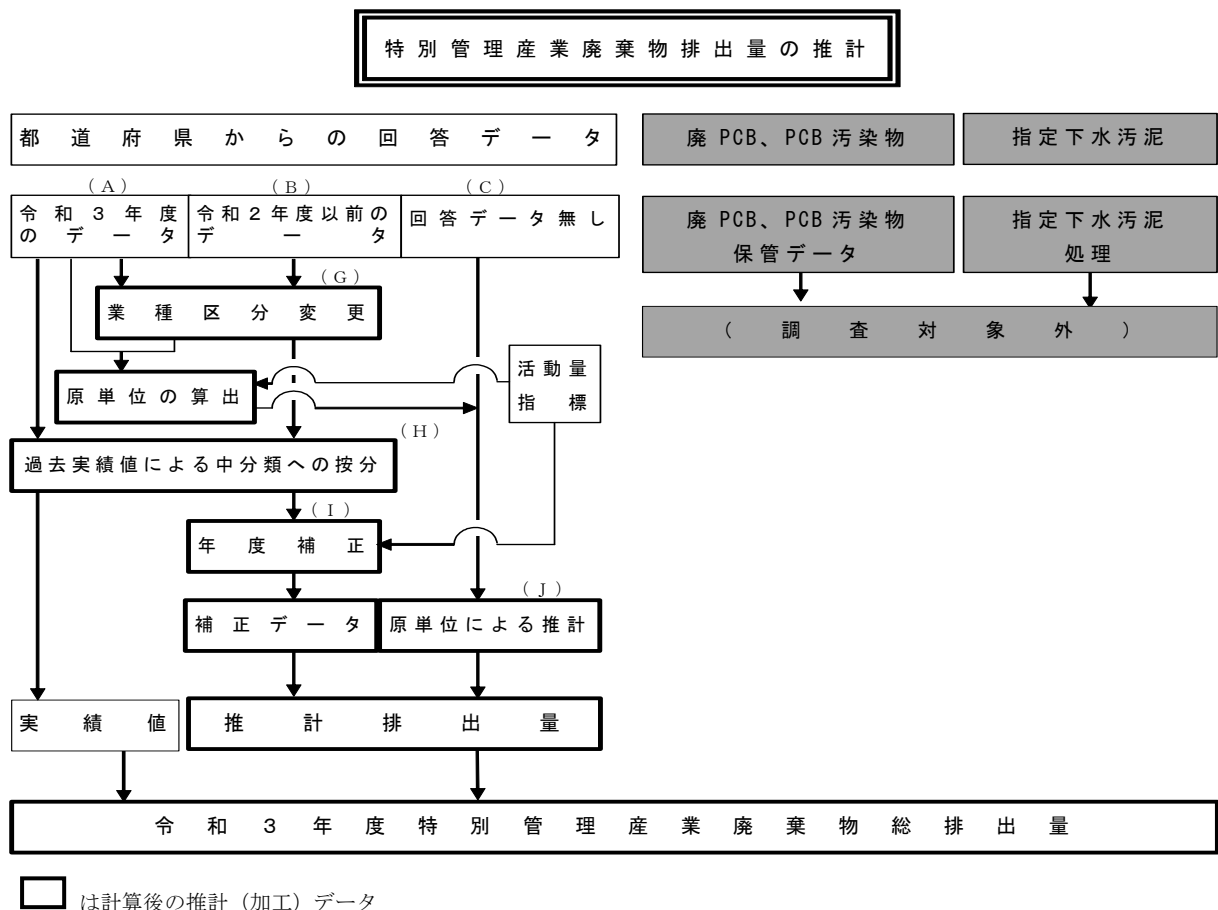 特別管理産業廃棄物排出量の推計
都道府県からの回答データ
廃PCB、PCB汚染物
指定下水汚泥
(A)
(B)
(C)
令和3年度
のデータ
令和2年度以前の
データ
回答データ無し
廃PCB、PCB汚染物
保管データ
指定下水汚泥
処理
(G)
業種区分変更
(調査対象外)
活動量
指標
原単位の算出
(H)
過去実績値による中分類への按分
(I)
年度補正
(J)
補正データ
原単位による推計
実績値
推計排出量
令和3年度特別管理産業廃棄物総排出量
は計算後の推計(加工)データ